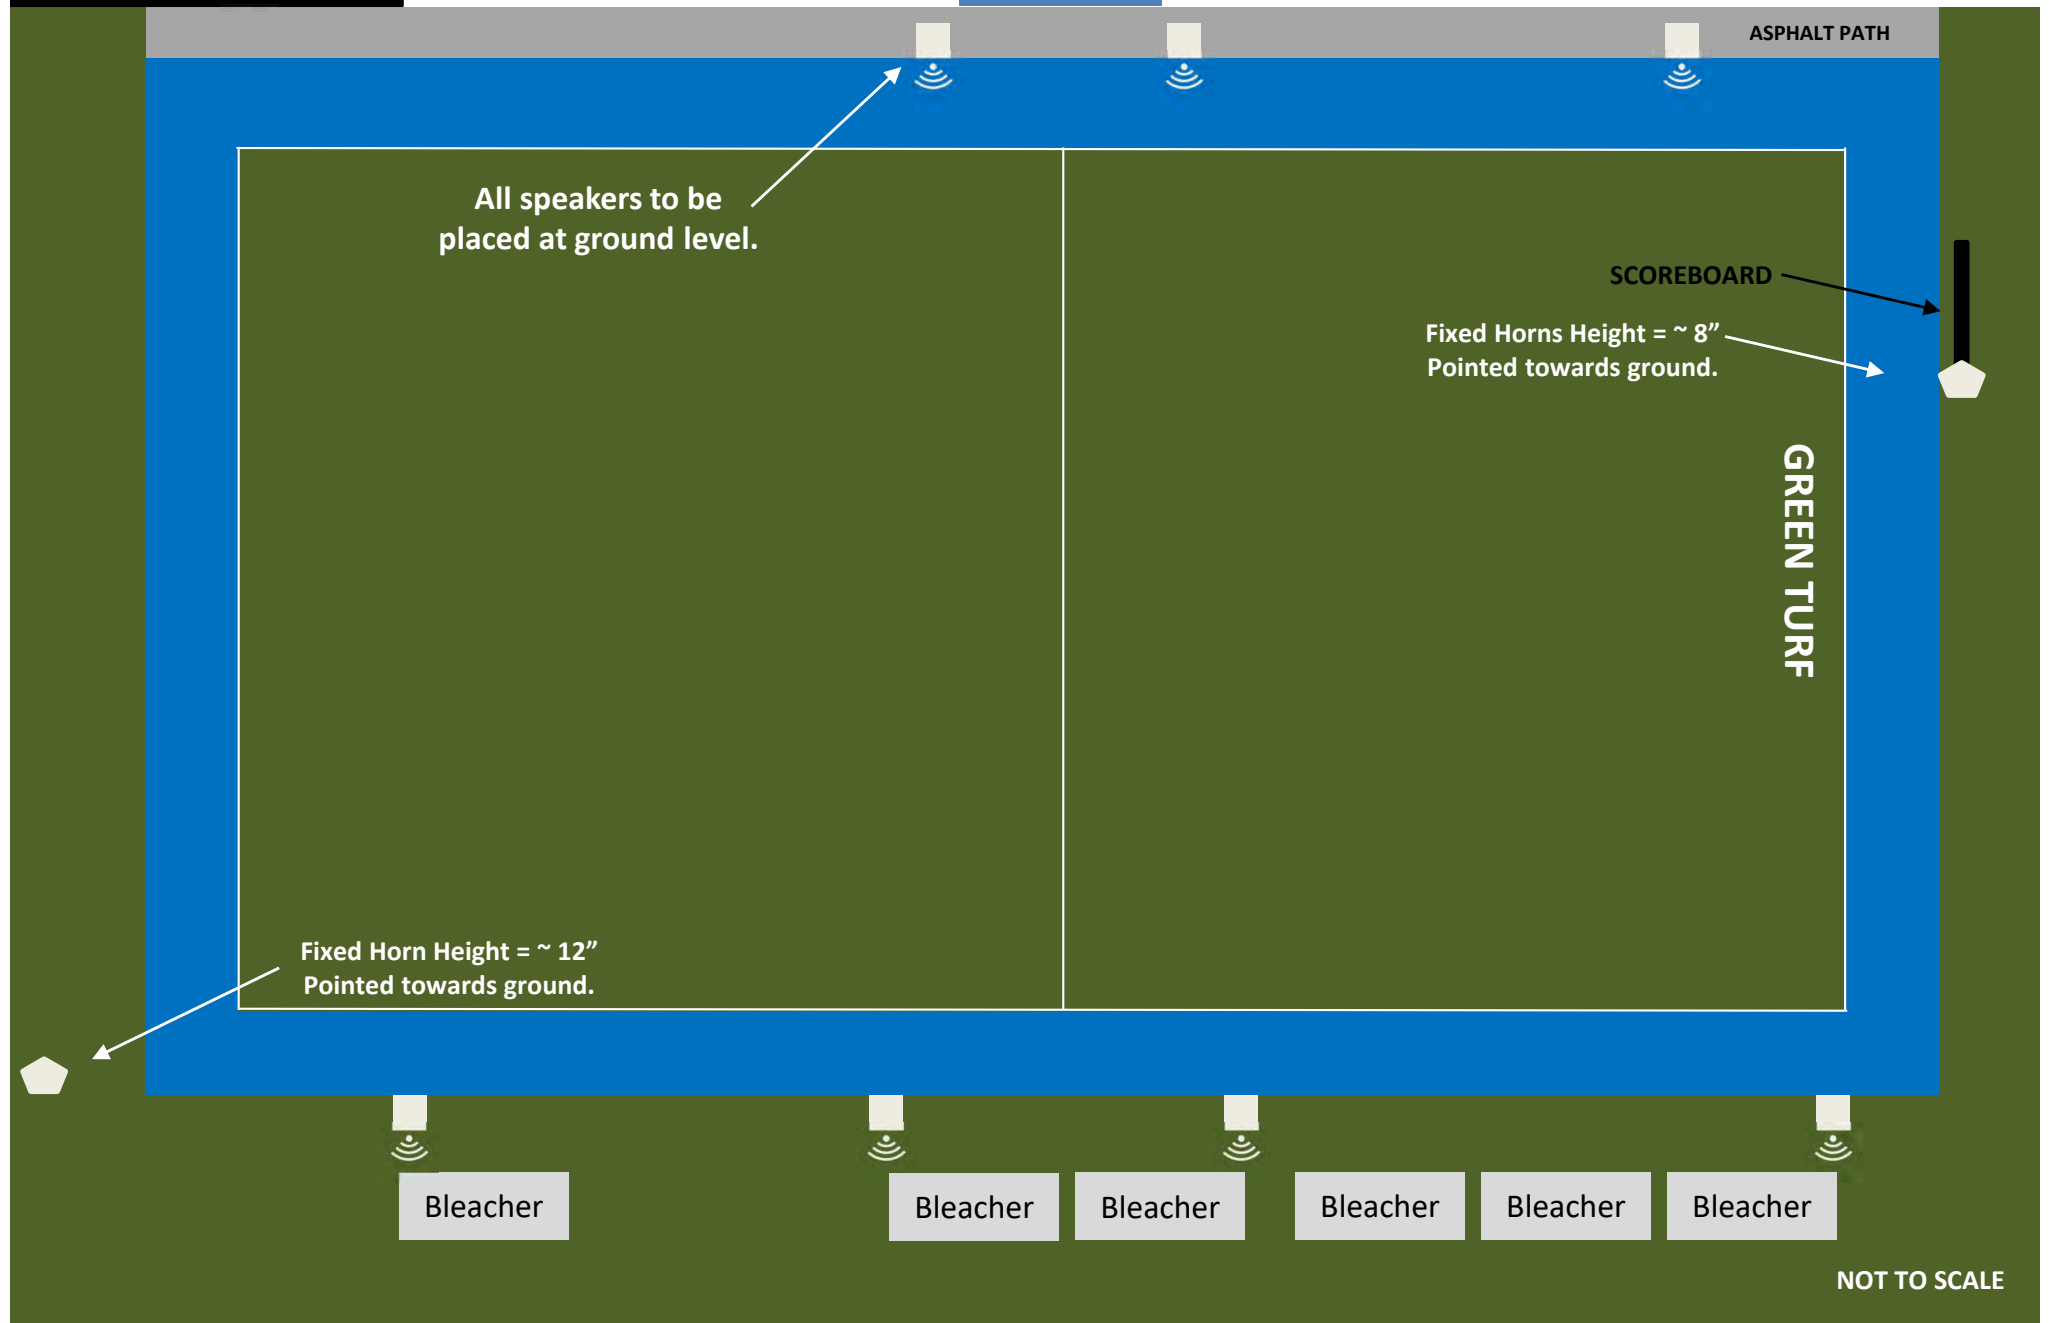 ASPHALT PATH
All speakers to be
placed at ground level.
SCOREBOARD
Fixed Horns Height = ~ 8”
Pointed towards ground.
GREEN TURF
Fixed Horn Height = ~ 12”
Pointed towards ground.
Bleacher
Bleacher
Bleacher
Bleacher
Bleacher
Bleacher
NOT TO SCALE